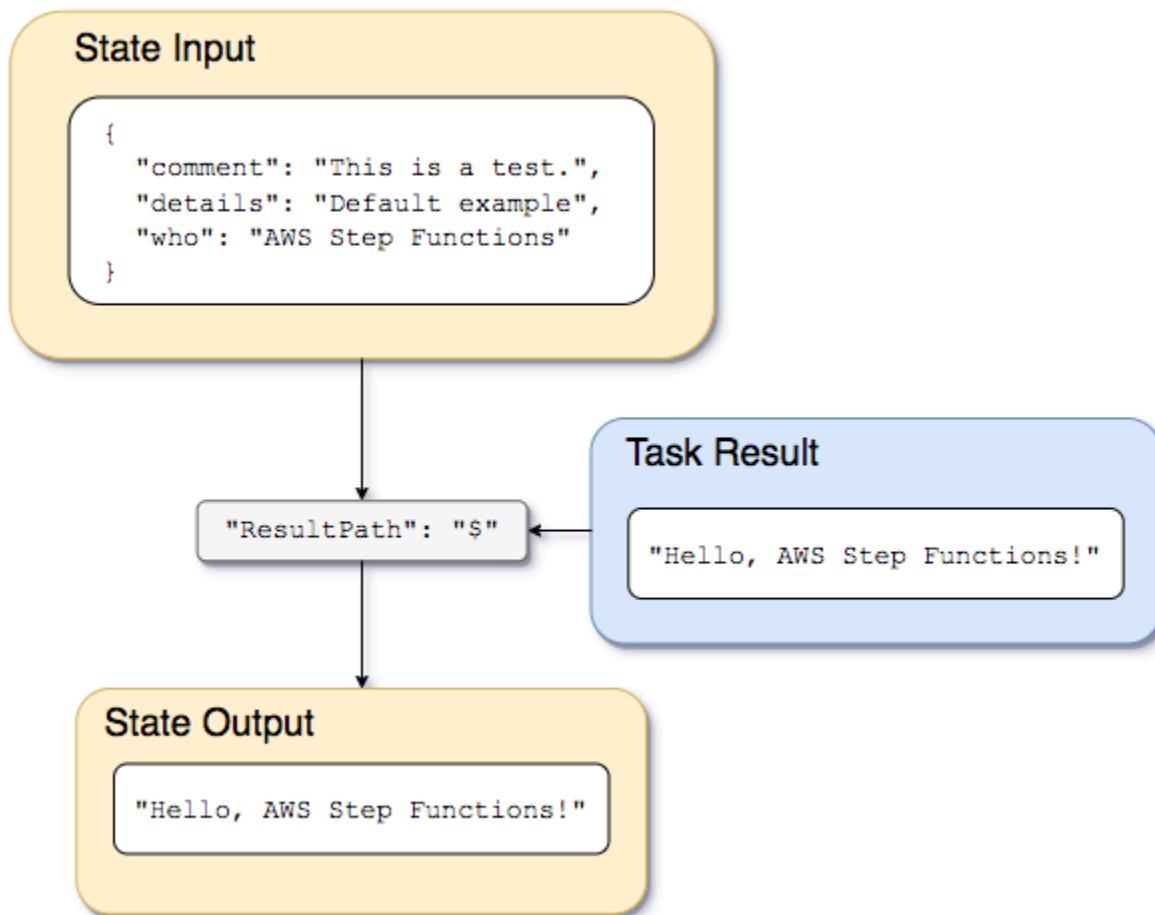 State Input
{
"comment": "This is a test.",
"details": "Default example",
"who": "AWS Step Functions"
}
Task Result
"ResultPath": "$"
"Hello, AWS Step Functions!"
State Output
"Hello, AWS Step Functions!"